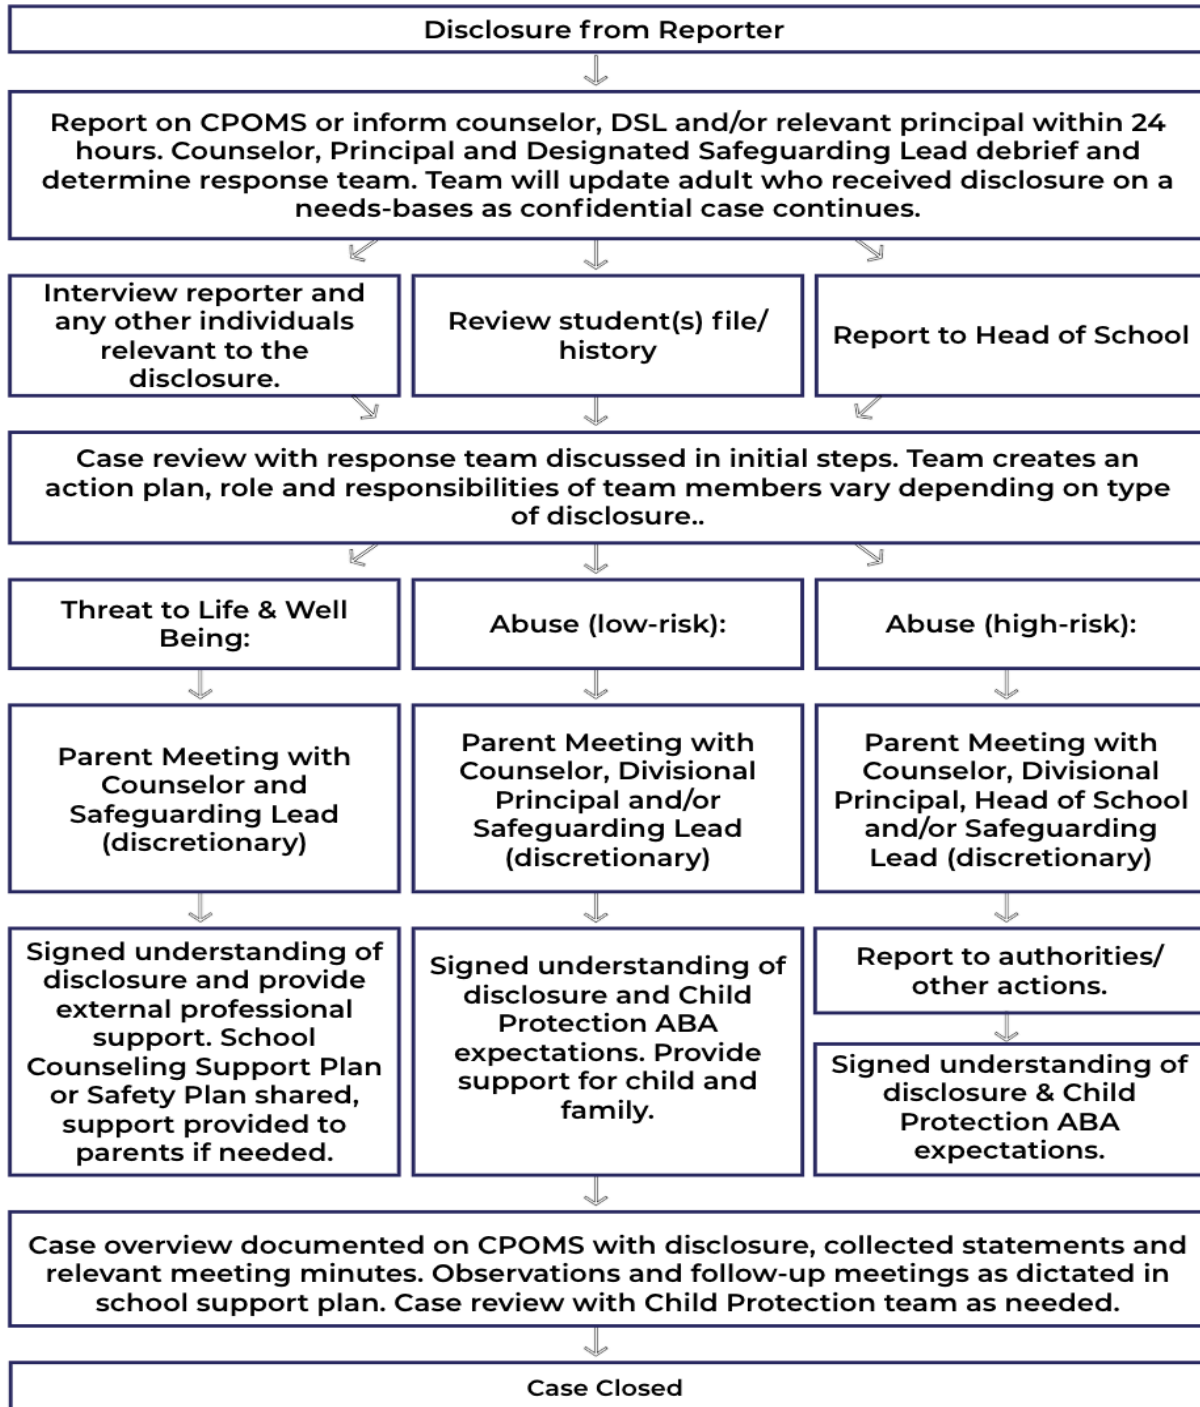 Disclosure from Reporter
Report on CPOMS or inform counselor, DSL and/or relevant principal within 24
hours. Counselor, Principal and Designated Safeguarding Lead debrief and
determine response team. Team will update adult who received disclosure on a
needs-bases as confidential case continues.
Interview reporter and
any other individuals
relevant to the
disclosure.
Review student(s) file/
history
Report to Head of School
Case review with response team discussed in initial steps. Team creates an
action plan, role and responsibilities of team members vary depending on type
of disclosure..
Threat to Life & Well
Being:
Abuse (low-risk):
Abuse (high-risk):
Parent Meeting with
Counselor and
Safeguarding Lead
(discretionary)
Parent Meeting with
Counselor, Divisional
Principal and/or
Safeguarding Lead
(discretionary)
Parent Meeting with
Counselor, Divisional
Principal, Head of School
and/or Safeguarding
Lead (discretionary)
Signed understanding of
disclosure and provide
external professional
support. School
Counseling Support Plan
or Safety Plan shared,
support provided to
parents if needed.
Signed understanding of
disclosure and Child
Protection ABA
expectations. Provide
support for child and
family.
Report to authorities/
other actions.
Signed understanding of
disclosure & Child
Protection ABA
expectations.
Case overview documented on CPOMS with disclosure, collected statements and
relevant meeting minutes. Observations and follow-up meetings as dictated in
school support plan. Case review with Child Protection team as needed.
Case Closed